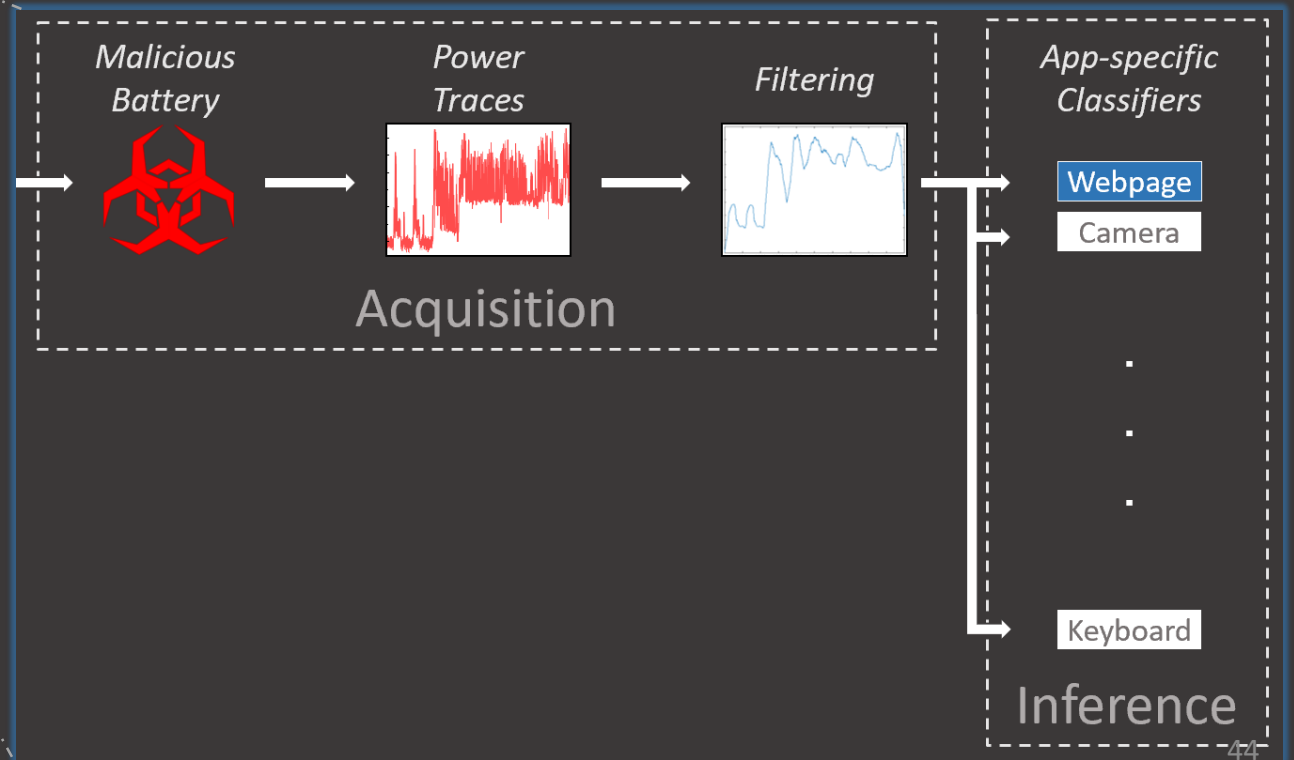 Malicious
Battery
Power
Traces
Filtering
Acquisition
App-specific
Classifiers
Webpage
Camera
.
.
.
Keyboard
Inference
44